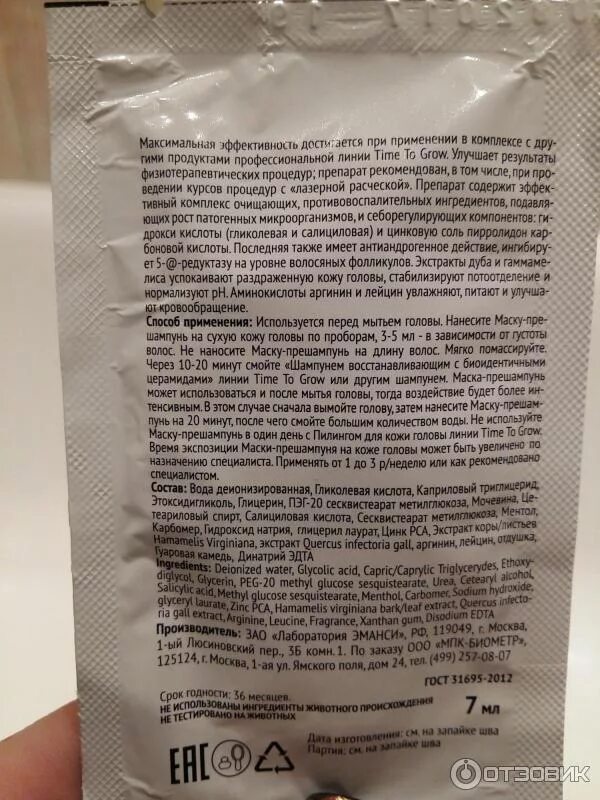 Максимальная эффективность достигается при применении в комплексе с дру-
гими продуктами профессиональной линии Time To Grow. Улучшает результаты
физиотерапевтических процедур; препарат рекомендован, в том числе, при про-
ведении курсов процедур с «лазерной расческой». Препарат содержит эффек-
тивный комплекс очищающих, противовоспалительных ингредиентов, подавля-
ющих рост патогенных микроорганизмов, и себорегулирующих компонентов: ги-
дрокси кислоты (гликолевая и салициловая) и цинковую соль пирролидон кар-
боновой кислоты. Последняя также имеет антиандрогенное действие, ингибиру-
ет 5-@-редуктазу на уровне волосяных фолликулов. Экстракты дуба и гаммаме-
лиса успокаивают раздраженную кожу головы, стабилизируют потоотделение и
нормализуют pH. Аминокислоты аргинин и лейцин увлажняют, питают и улучша-
ют кровообращение.
Способ применения: Используется перед мытьем головы. Нанесите Маску-пре-
шампунь на сухую кожу головы по проборам, 3-5 мл - в зависимости от густоты
волос. Не наносите Маску-прешампунь на длину волос. Мягко помассируйте.
Через 10-20 минут смойте «Шампунем восстанавливающим с биоидентичными
церамидами» линии Time To Grow или другим шампунем. Маска-прешампунь
может использоваться и после мытья головы, тогда воздействие будет более ин-
тенсивным. В этом случае сначала вымойте голову, затем нанесите Маску-прешам-
пунь на 20 минут, после чего смойте большим количеством воды. Не используйте
Маску-прешампунь в один день с Пилингом для кожи головы линии Time To Grow.
Время экспозиции Маски-прешампуня на коже головы может быть увеличено по
назначению специалиста. Применять от 1 до 3 р/неделю или как рекомендовано
специалистом.
Состав: Вода деионизированная, Гликолевая кислота, Каприловый триглицерид,
Этоксидигликоль, Глицерин, ПЭГ-20 сесквистеарат метилглюкоза, Мочевина, Це-
теариловый спирт, Салициловая кислота, Сесквистеарат метилглюкоза, Ментол,
Карбомер, Гидроксид натрия, глицерил лаурат, Цинк PCA, Экстракт коры/листьев
Hamamelis Virginiana, экстракт Quercus infectoria gall, аргинин, лейцин, отдушка,
Гуаровая камедь, Динатрий ЭДТА
Ingredients: Deionized water, Glycolic acid, Capric/Caprylic Triglycerydes, Ethoxy-
diglycol, Glycerin, PEG-20 methyl glucose sesquistearate, Urea, Cetearyl alcohol,
Salicylic acid, Methyl glucose sesquistearate, Menthol, Carbomer, Sodium hydroxide,
glyceryl laurate, Zinc PCA, Hamamelis virginiana bark/leaf extract, Quercus infecto-
ria gall extract, Arginine, Leucine, Fragrance, Xanthan gum, Disodium EDTA
Производитель: ЗАО «Лаборатория ЭМАНСИ», РФ, 119049, г. Москва,
1-ый Люсиновский пер., 3Б комн.1. По заказу ООО «МПК-БИОМЕТР»,
125124, г. Москва, 1-ая ул. Ямского поля, дом 24, тел. (499) 257-08-07
ГОСТ 31695-2012
Срок годности: 36 месяцев.
НЕ ИСПОЛЬЗОВАНЫ ИНГРЕДИЕНТЫ ЖИВОТНОГО ПРОИСХОЖДЕНИЯ
НЕ ТЕСТИРОВАНО НА ЖИВОТНЫХ
7 мл
Дата изготовления: см. на запайке шва
Партия: см. на запайке шва
EAC
ОТЗОВИК